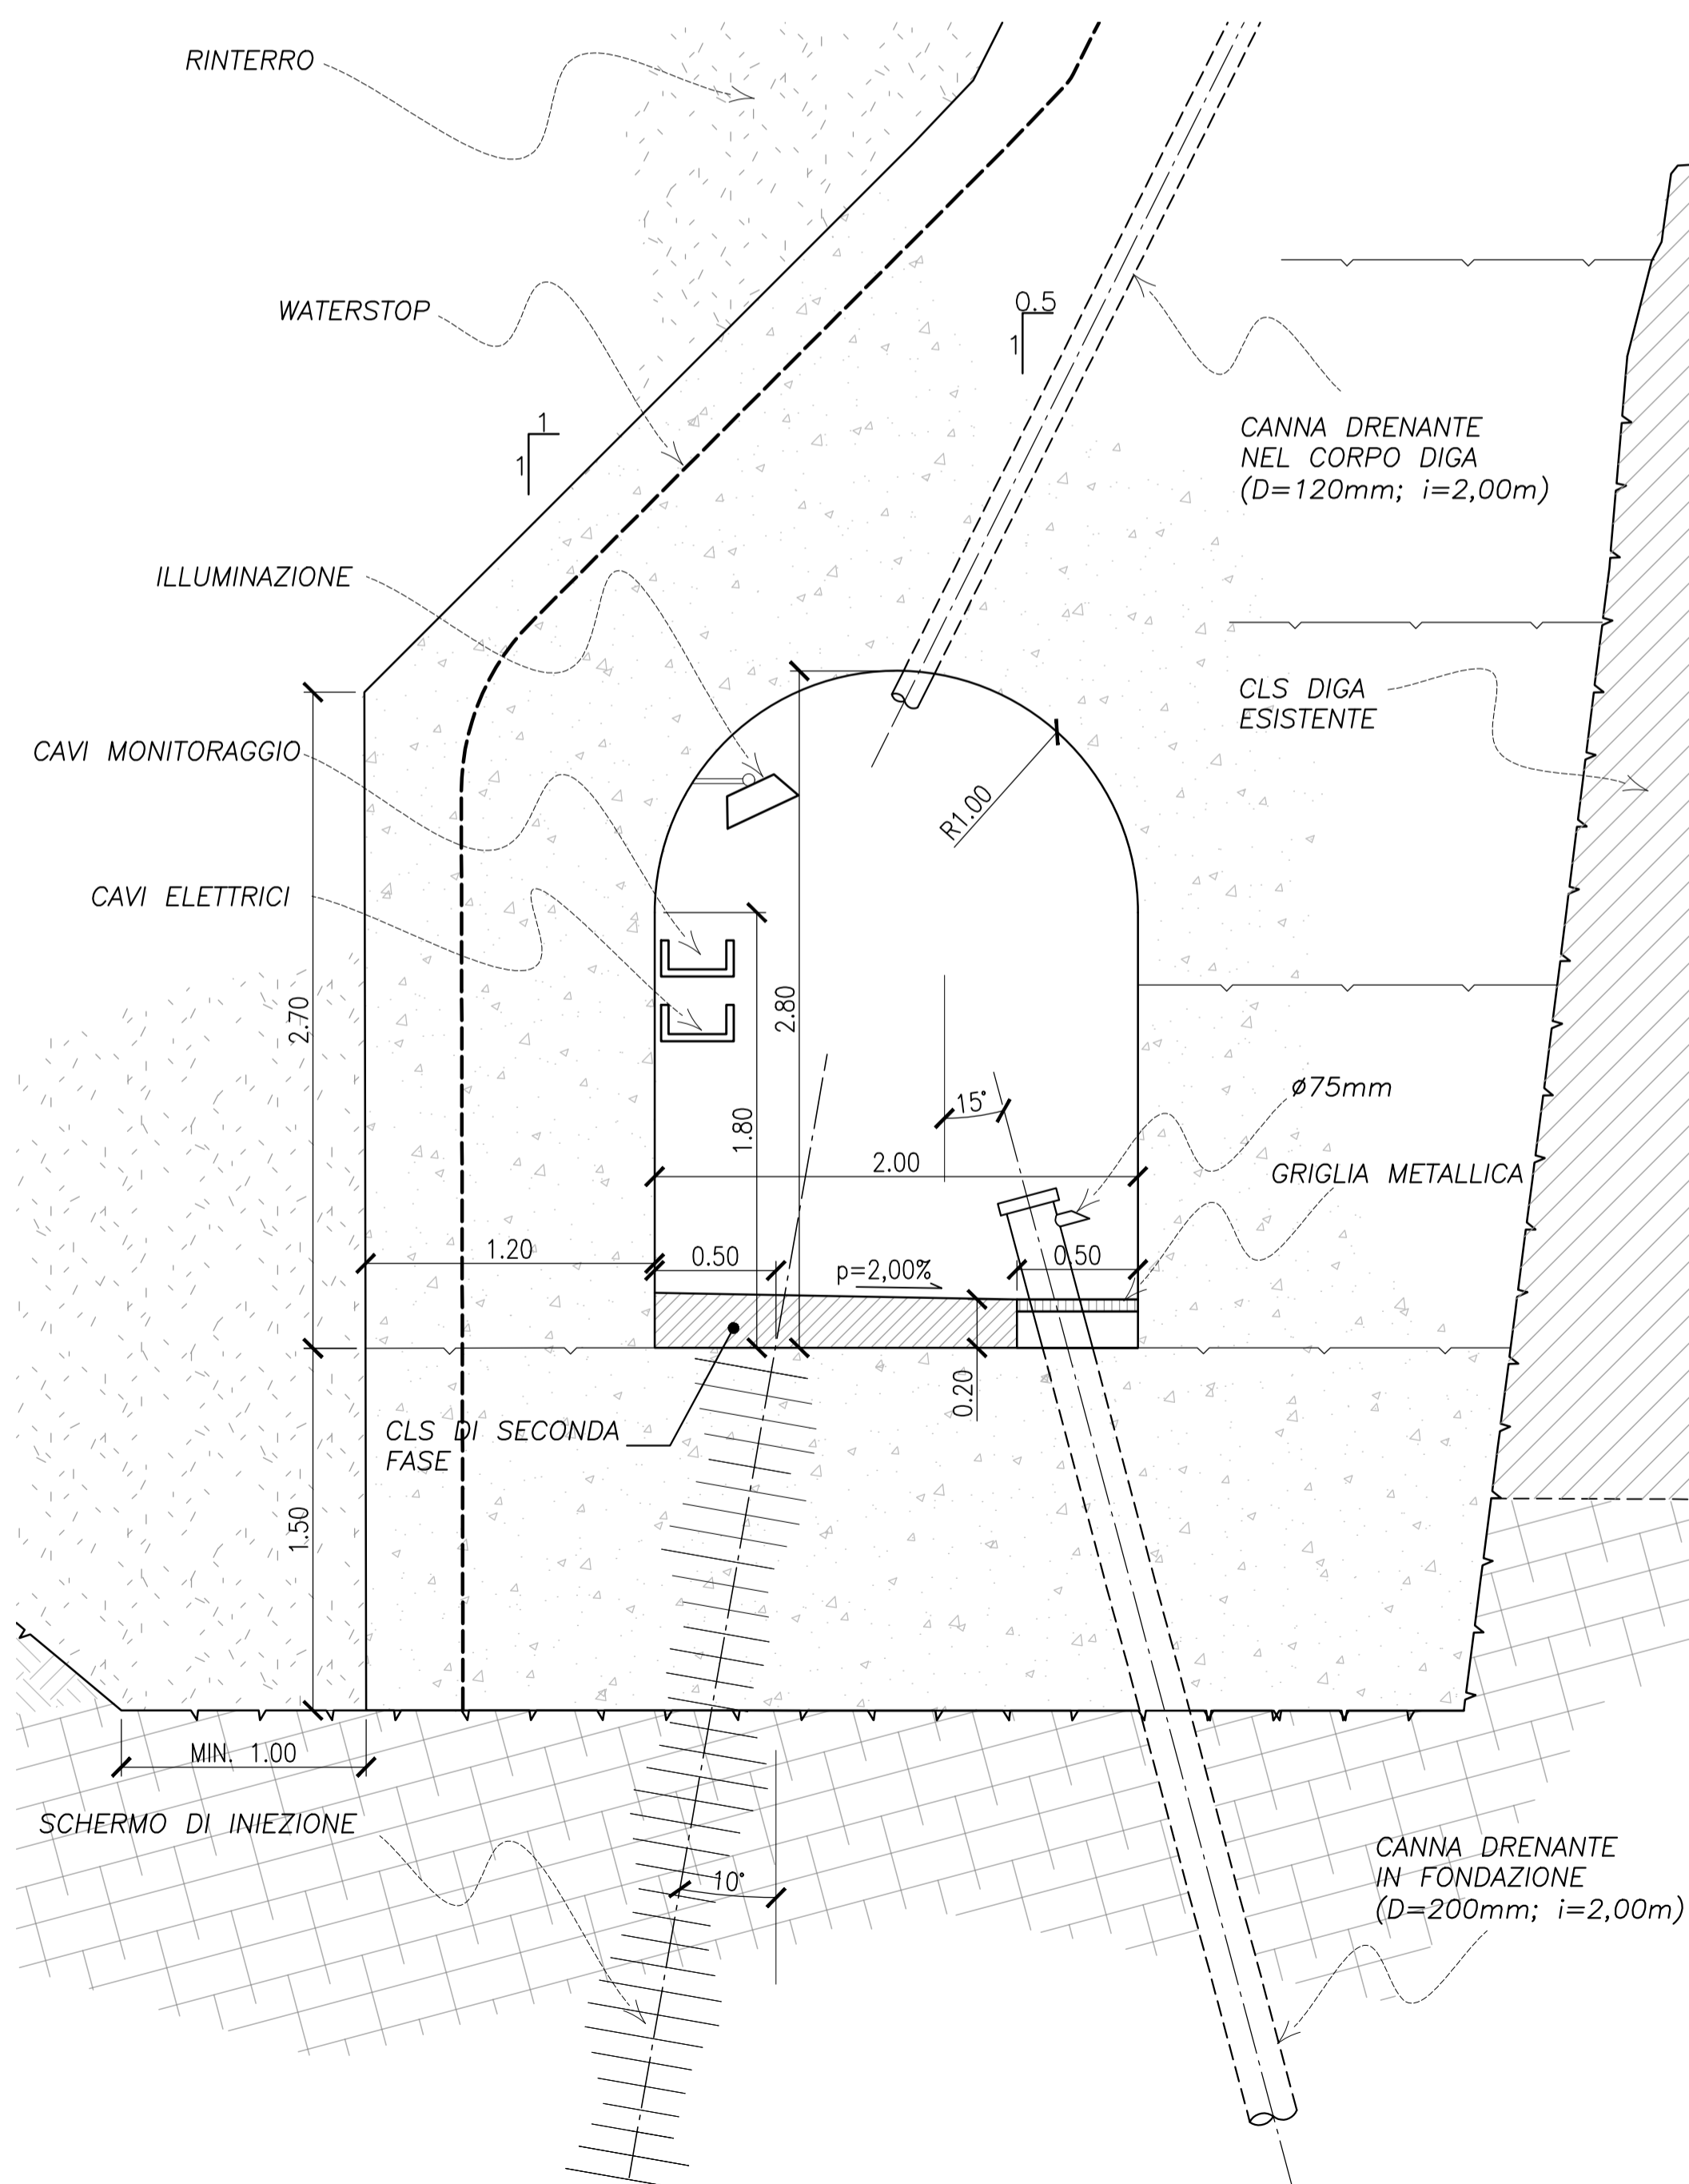 RINTERRO
WATERSTOP
0.5
1
1
1
CANNA DRENANTE
NEL CORPO DIGA
(D=120mm; i=2,00m)
ILLUMINAZIONE
CLS DIGA
ESISTENTE
CAVI MONITORAGGIO
R1.00
CAVI ELETTRICI
2.70
2.80
1.80
15°
ø75mm
2.00
GRIGLIA METALLICA
1.20
0.50
p=2,00%
0.50
0.20
CLS DI SECONDA
FASE
1.50
MIN. 1.00
SCHERMO DI INIEZIONE
10°
CANNA DRENANTE
IN FONDAZIONE
(D=200mm; i=2,00m)